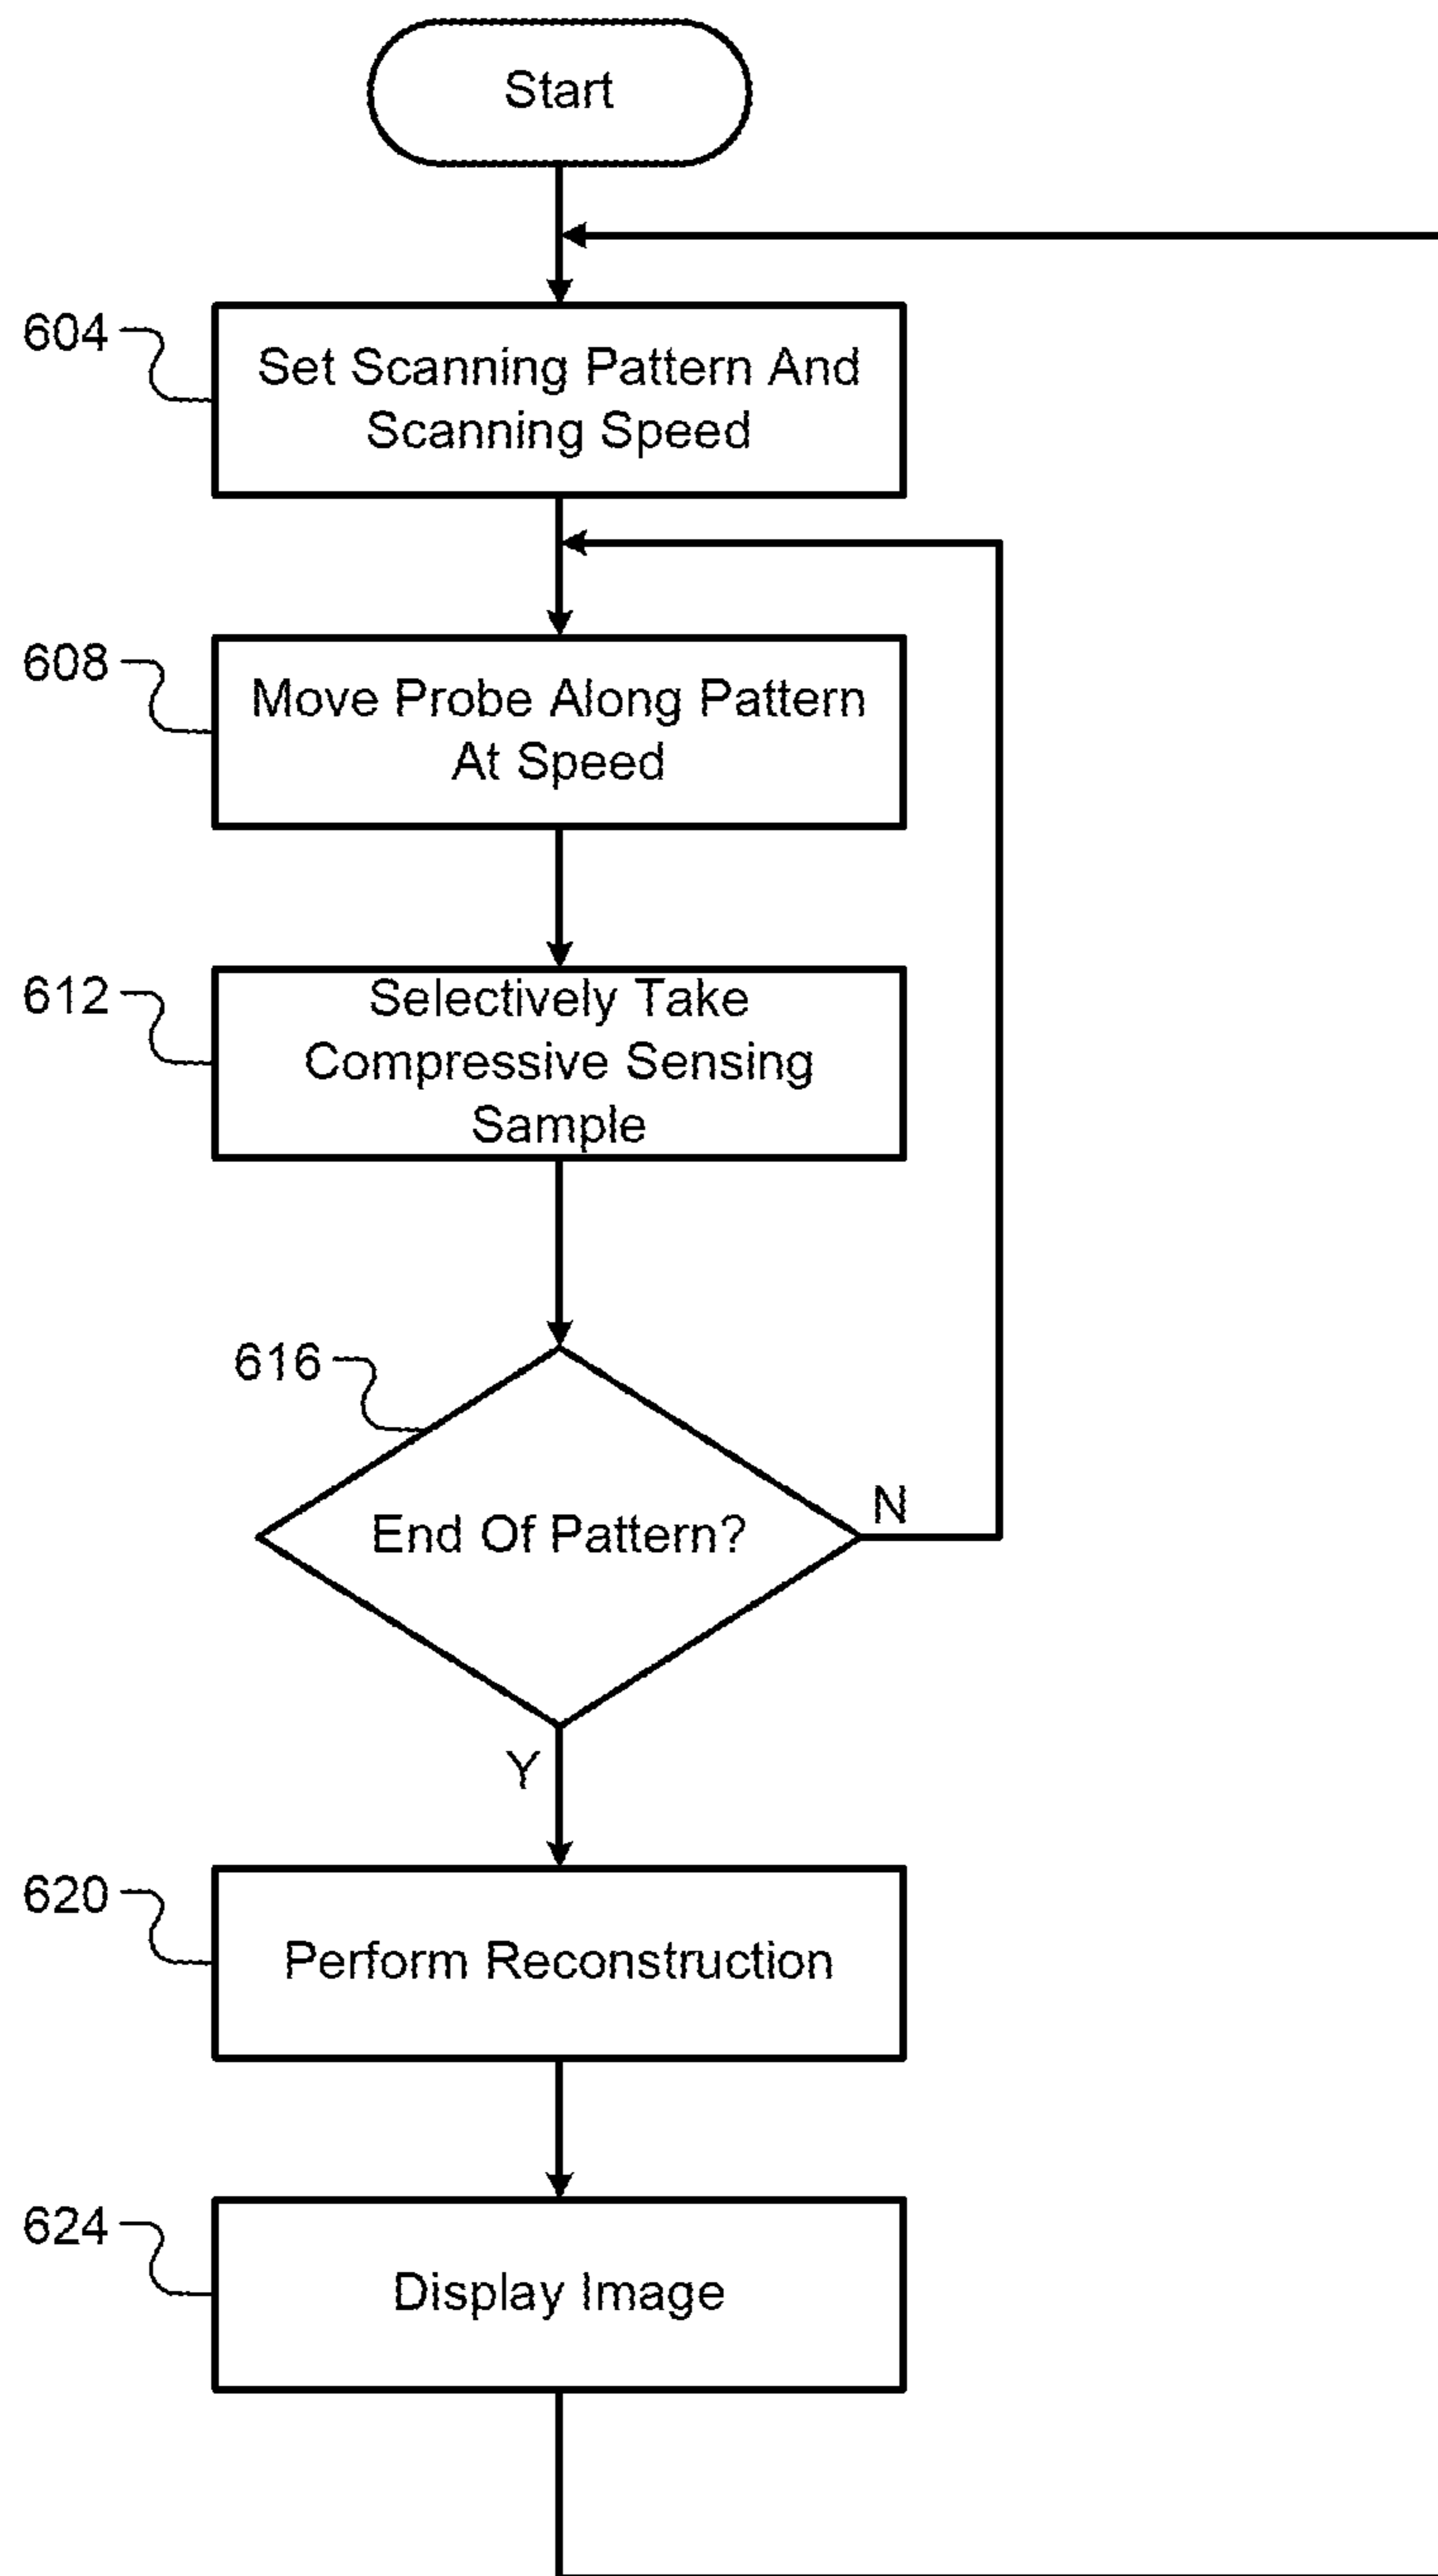 Start
604
Set Scanning Pattern And
Scanning Speed
608
Move Probe Along Pattern
At Speed
612
Selectively Take
Compressive Sensing
Sample
616
End Of Pattern?
N
Y
620
Perform Reconstruction
624
Display Image